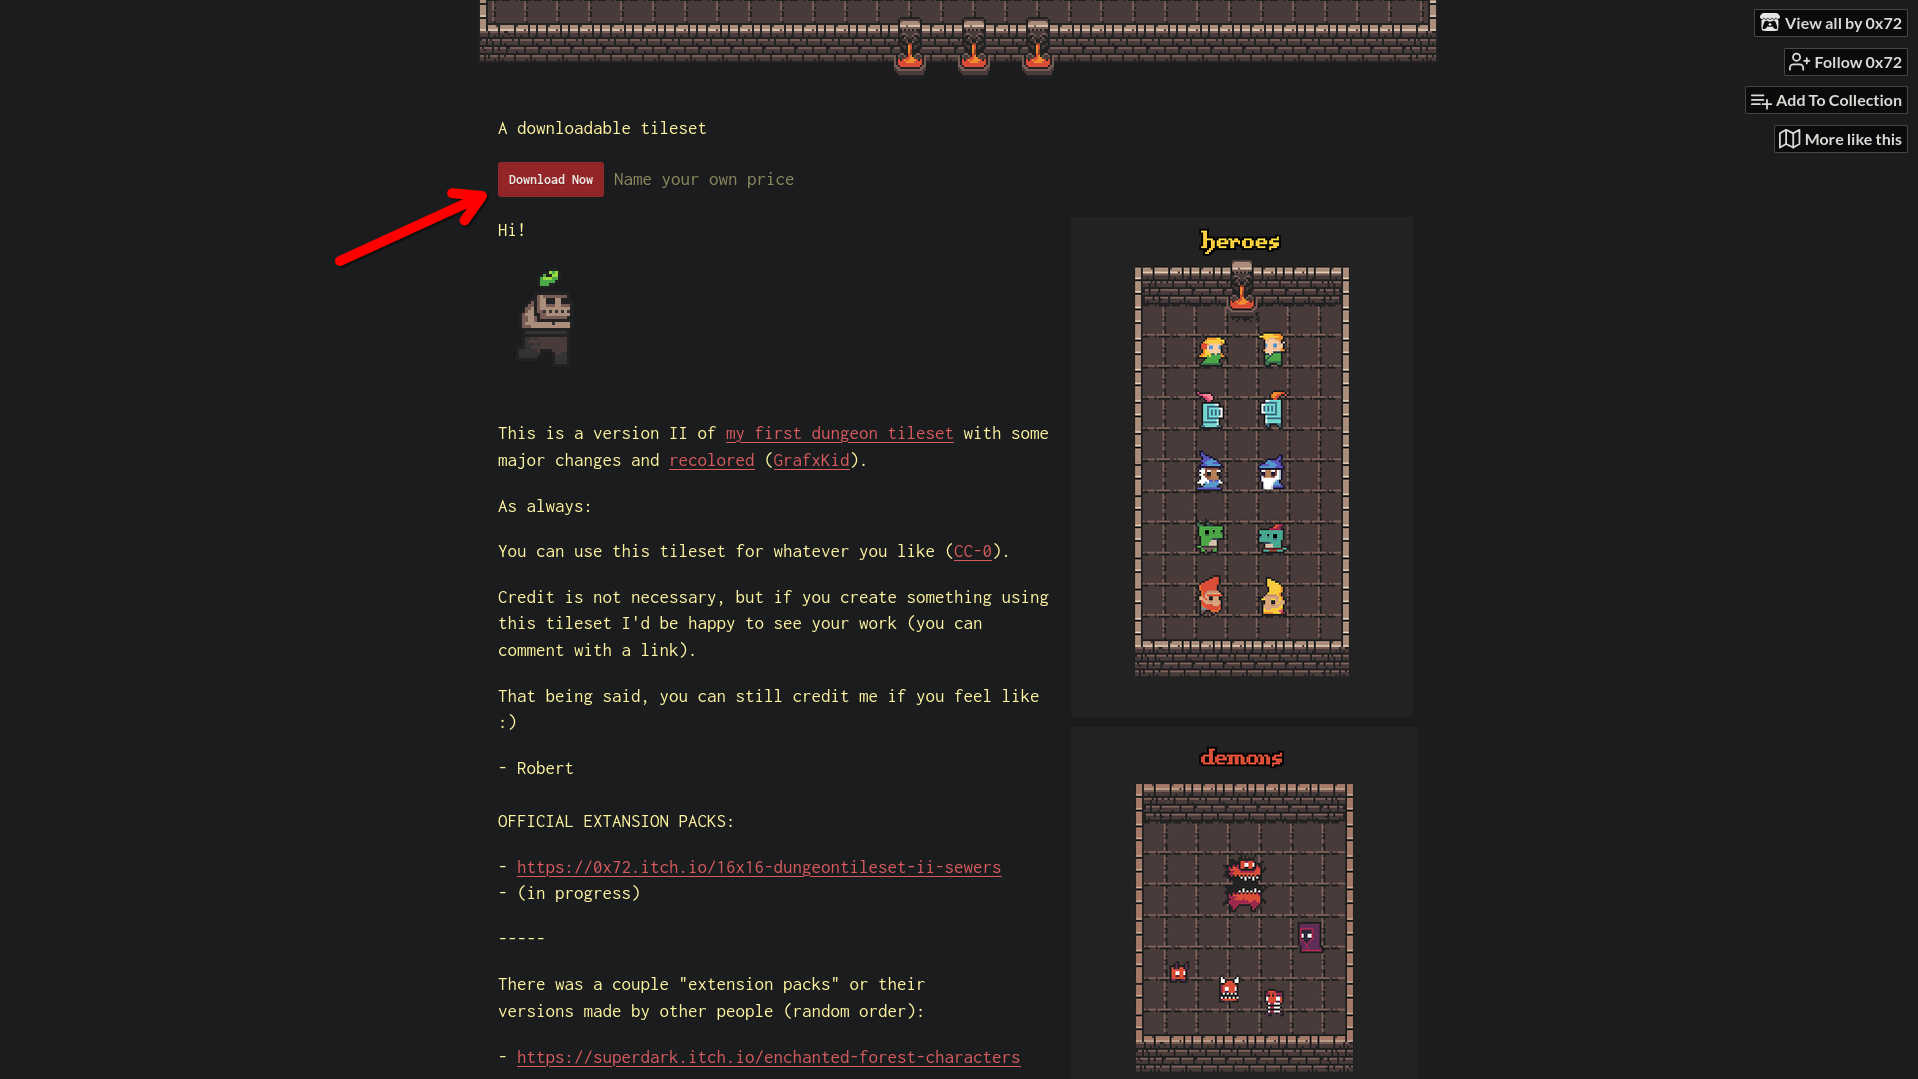 View all by 0x72
Follow 0x72
Add To Collection
More like this
A downloadable tileset
Download Now Name your own price
Hi!
This is a version II of my first dungeon tileset with some
major changes and recolored (GrafxKid).
As always:
You can use this tileset for whatever you like (CC-0).
Credit is not necessary, but if you create something using
this tileset I'd be happy to see your work (you can
comment with a link).
That being said, you can still credit me if you feel like
:)
- Robert
OFFICIAL EXTANSION PACKS:
- https://0x72.itch.io/16x16-dungeontileset-ii-sewers
- (in progress)
-----
There was a couple "extension packs" or their
versions made by other people (random order):
- https://superdark.itch.io/enchanted-forest-characters
heroes
demons